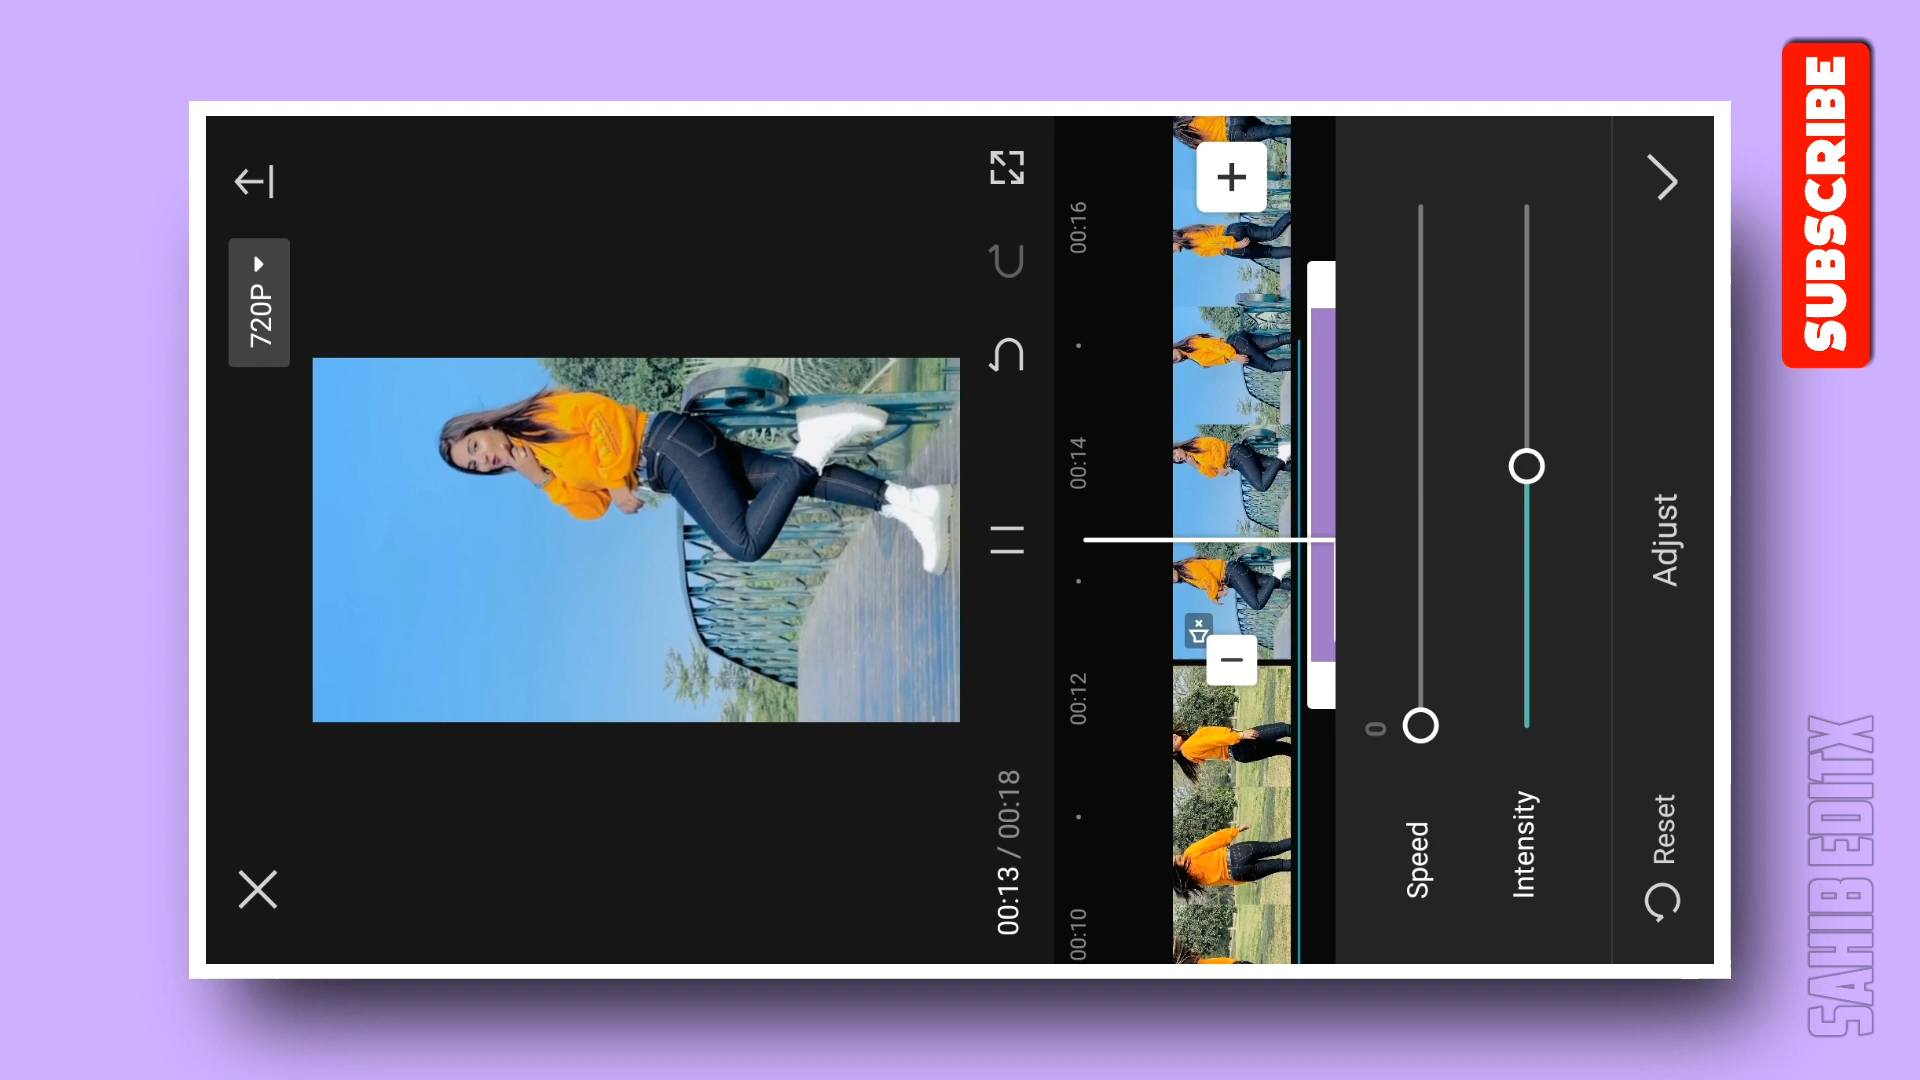 720P
00:13 / 00:18
00:10
00:12
00:14
00:16
0
Speed
Intensity
Reset
Adjust
SUBSCRIBE
SAHIB EDITX